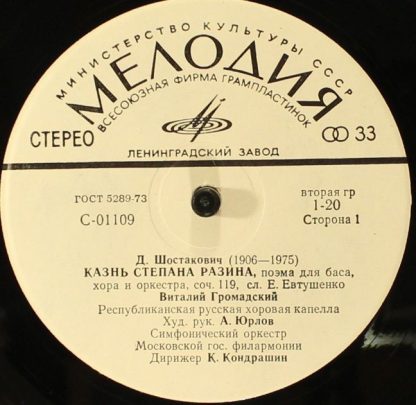 МИНИСТЕРСТВО КУЛЬТУРЫ СССР
МЕЛОДИЯ
ВСЕСОЮЗНАЯ ФИРМА ГРАМПЛАСТИНОК
СТЕРЕО 33
ЛЕНИНГРАДСКИЙ ЗАВОД
ГОСТ 5289-73 вторая гр
С-01109 1-20
Сторона 1
Д. Шостакович (1906—1975)
КАЗНЬ СТЕПАНА РАЗИНА, поэма для баса,
хора и оркестра, соч. 119, сл. Е. Евтушенко
Виталий Громадский
Республиканская русская хоровая капелла
Худ. рук. А. Юрлов
Симфонический оркестр
Московской гос. филармонии
Дирижер К. Кондрашин